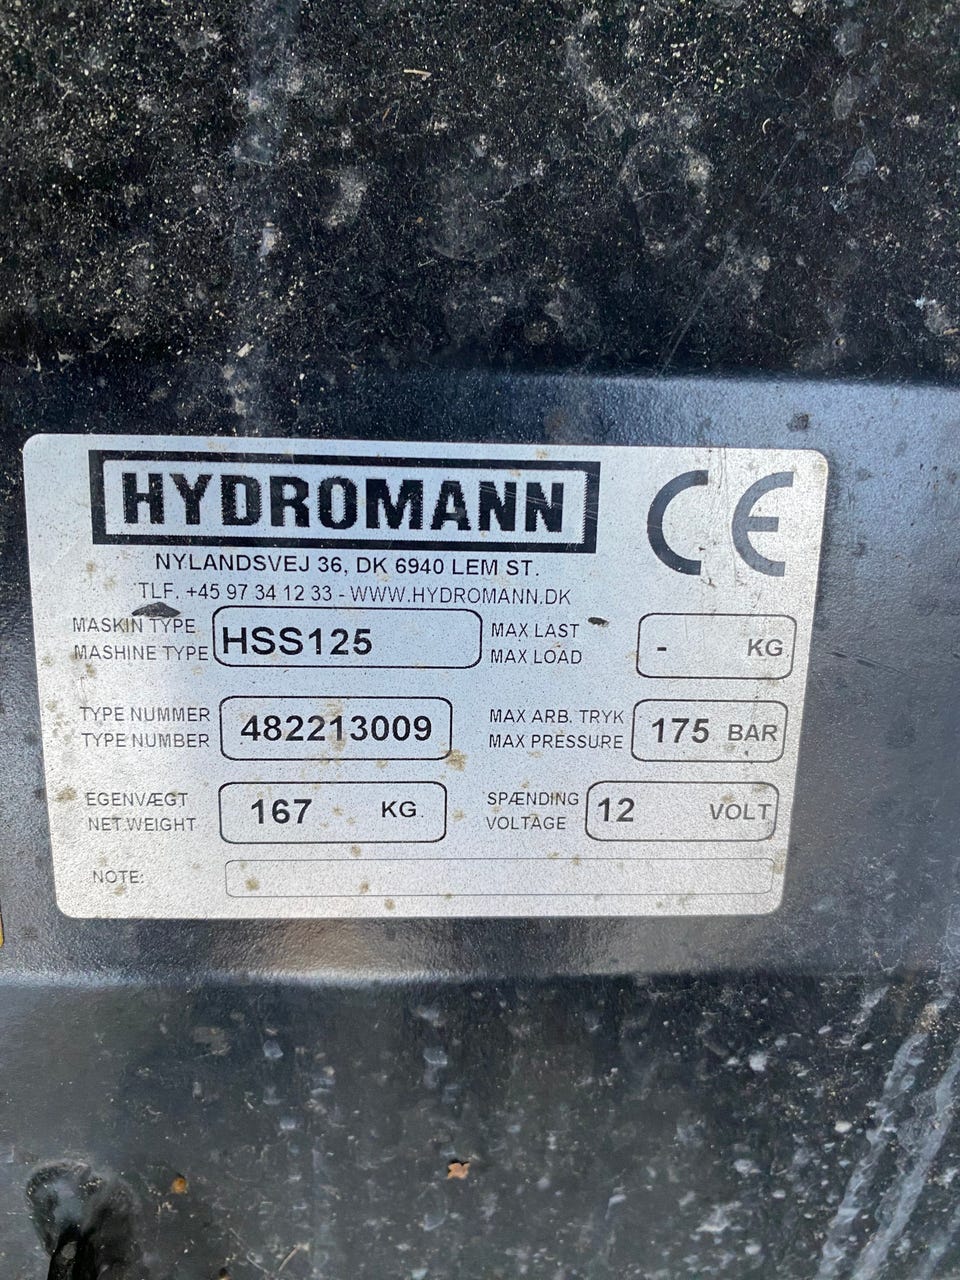 HYDROMANN
CE
NYLANDSVEJ 36, DK 6940 LEM ST.
TLF. +45 97 34 12 33 - WWW.HYDROMANN.DK
MASKIN TYPE
MASHINE TYPE
HSS125
MAX LAST
MAX LOAD
- KG
TYPE NUMMER
TYPE NUMBER
482213009
MAX ARB. TRYK
MAX PRESSURE
175 BAR
EGENVÆGT
NET.WEIGHT
167 KG.
SPÆNDING
VOLTAGE
12 VOLT
NOTE: